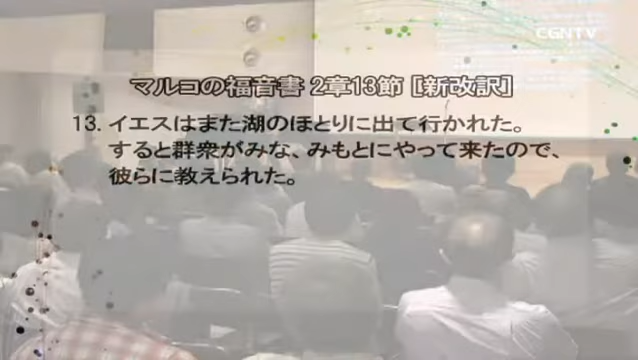 CGNTV
マルコの福音書 2章13節 [新改訳]
13. イエスはまた湖のほとりに出て行かれた。
すると群衆がみな、みもとにやって来たので、
彼らに教えられた。